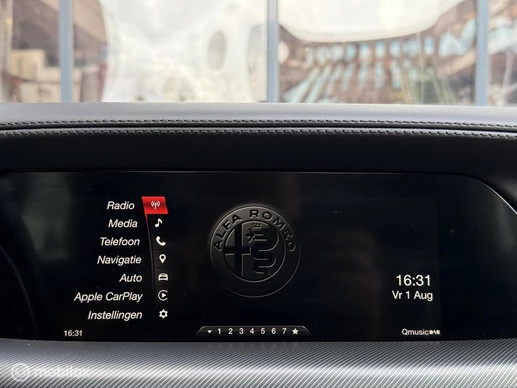 Radio
Media
Telefoon
Navigatie
Auto
Apple CarPlay
Instellingen
ALFA ROMEO
16:31
Vr 1 Aug
16:31
1 2 3 4 5 6 7
Qmusic
mobilox